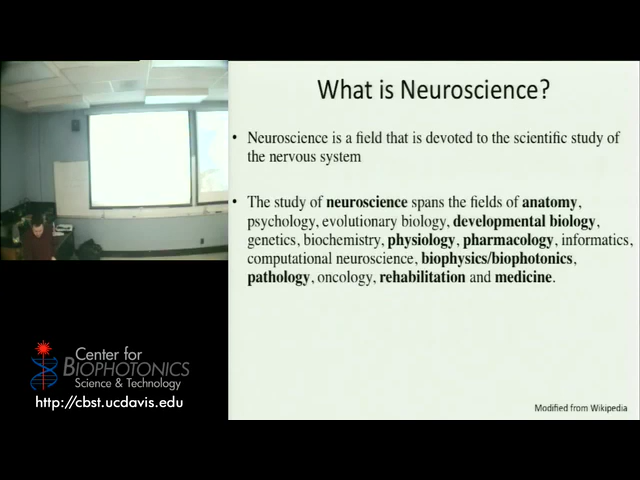 What is Neuroscience?
• Neuroscience is a field that is devoted to the scientific study of
the nervous system
• The study of neuroscience spans the fields of anatomy,
psychology, evolutionary biology, developmental biology,
genetics, biochemistry, physiology, pharmacology, informatics,
computational neuroscience, biophysics/biophotonics,
pathology, oncology, rehabilitation and medicine.
Modified from Wikipedia
Center for
BIOPHOTONICS
Science & Technology
http://cbst.ucdavis.edu